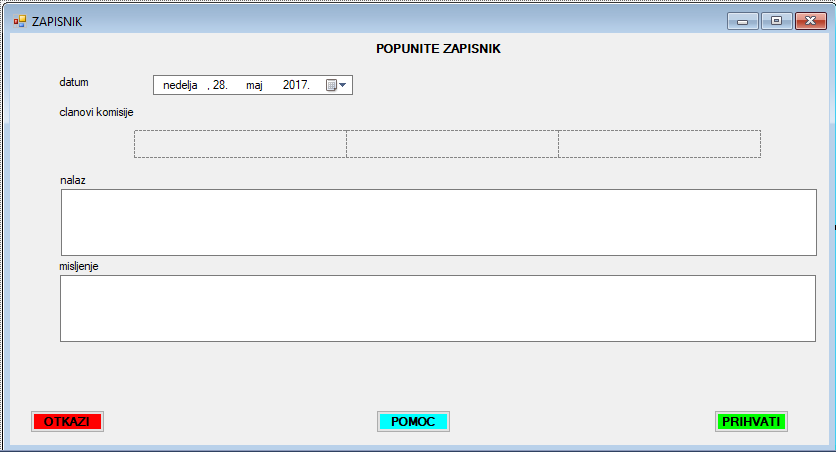 ZAPISNIK
POPUNITE ZAPISNIK
datum
nedelja , 28. maj 2017.
clanovi komisije
nalaz
misljenje
OTKAZI
POMOC
PRIHVATI